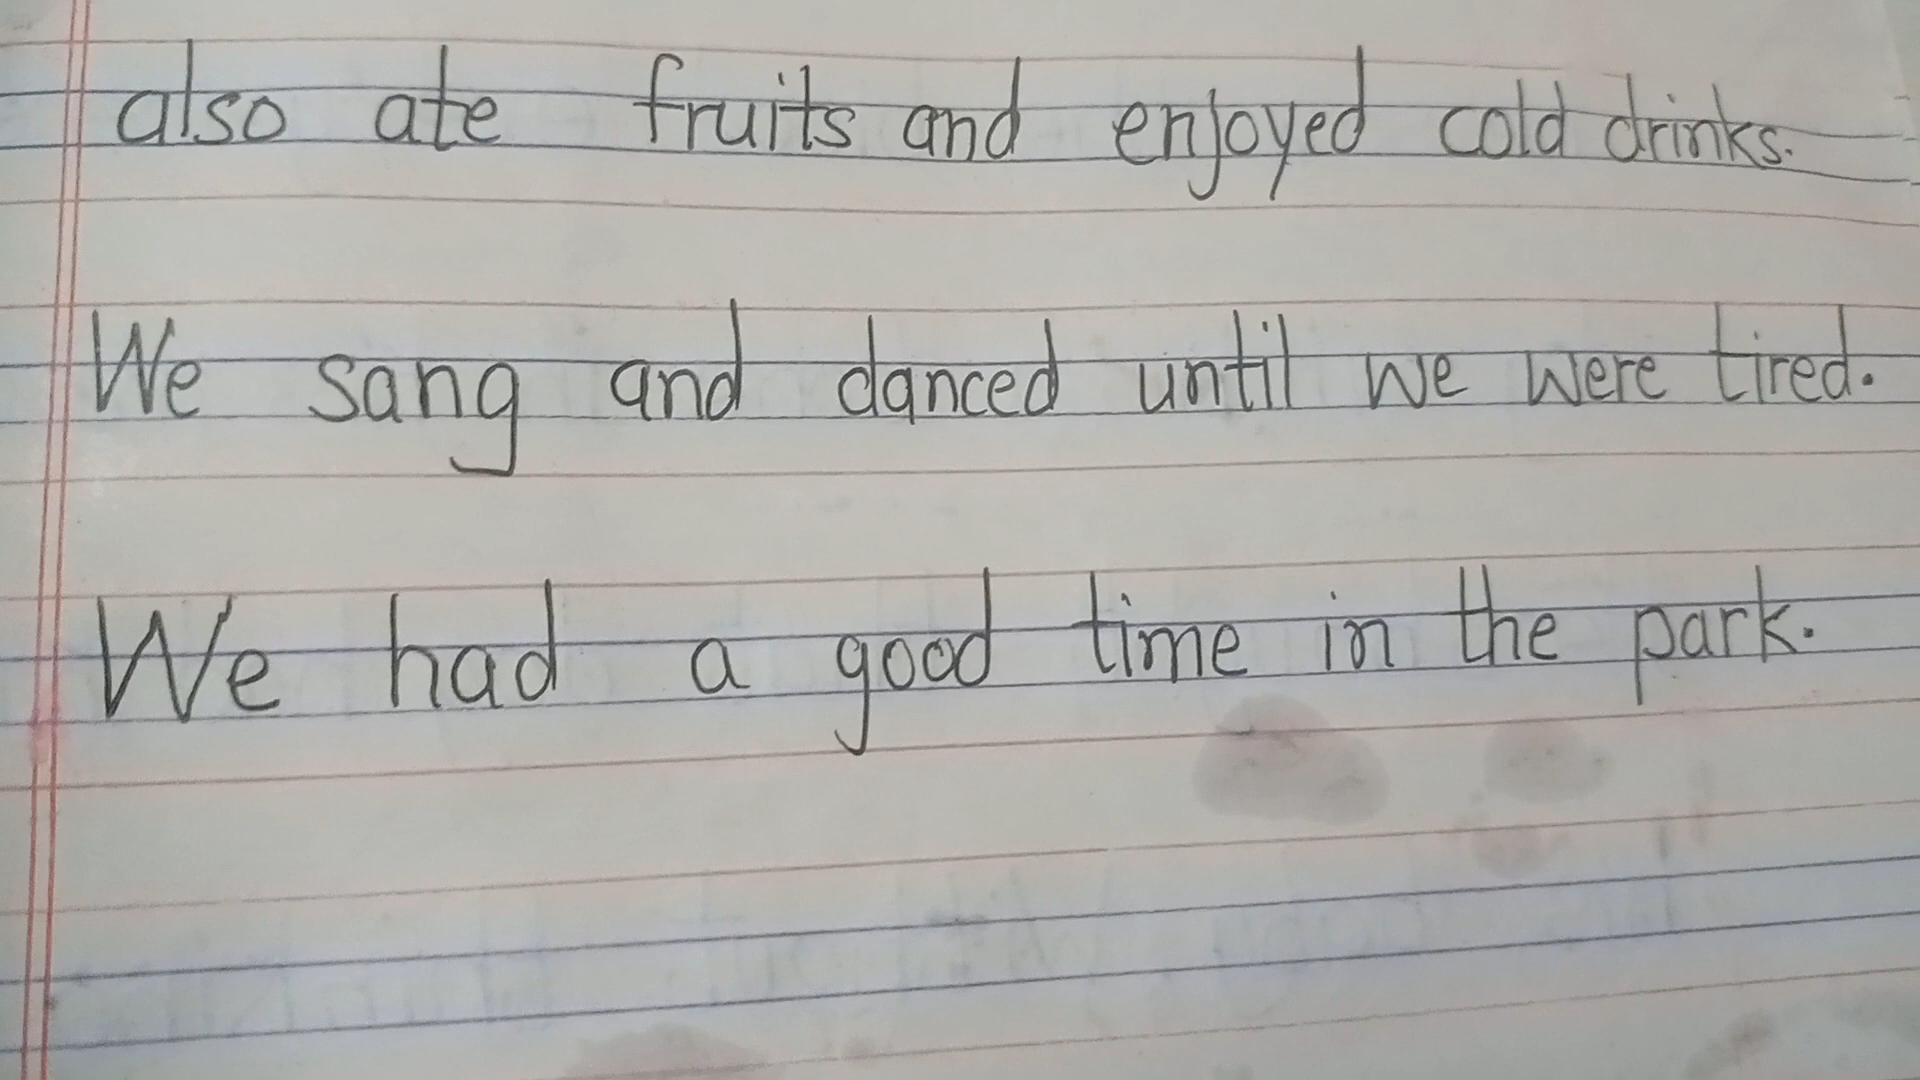 also ate fruits and enjoyed cold drinks.
We sang and danced until we were tired.
We had a good time in the park.